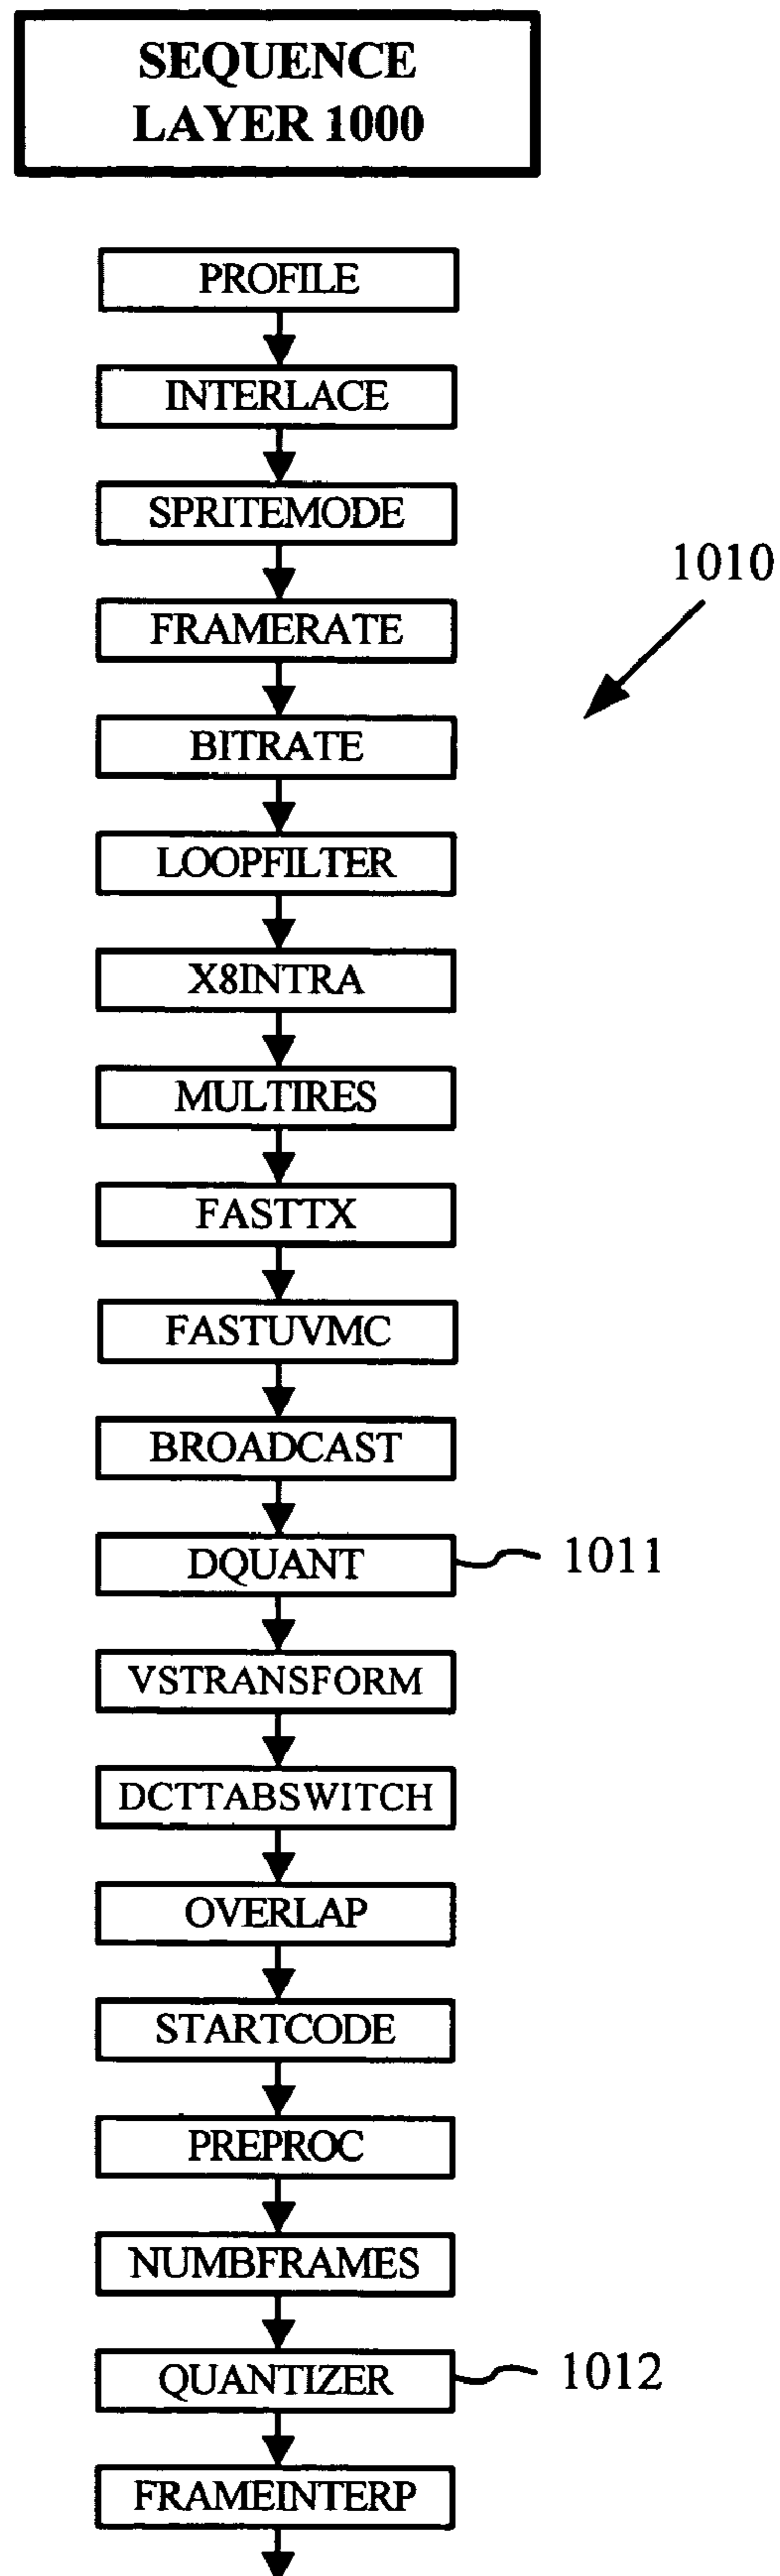 SEQUENCE
LAYER 1000
PROFILE
INTERLACE
SPRITEMODE
1010
FRAMERATE
BITRATE
LOOPFILTER
X8INTRA
MULTIRES
FASTTX
FASTUVMC
BROADCAST
DQUANT 1011
VSTRANSFORM
DCTTABSWITCH
OVERLAP
STARTCODE
PREPROC
NUMBFRAMES
QUANTIZER 1012
FRAMEINTERP